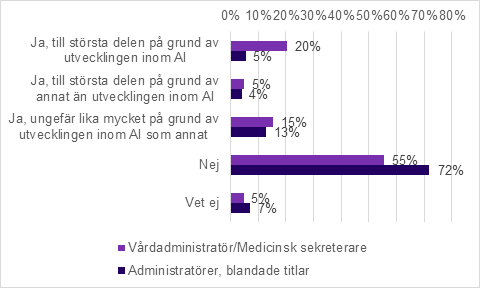 0% 10% 20% 30% 40% 50% 60% 70% 80%
Ja, till största delen på grund av
utvecklingen inom AI
20%
5%
Ja, till största delen på grund av
annat än utvecklingen inom AI
5%
4%
Ja, ungefär lika mycket på grund av
utvecklingen inom AI som annat
15%
13%
Nej
55%
72%
Vet ej
5%
7%
Vårdadministratör/Medicinsk sekreterare
Administratörer, blandade titlar